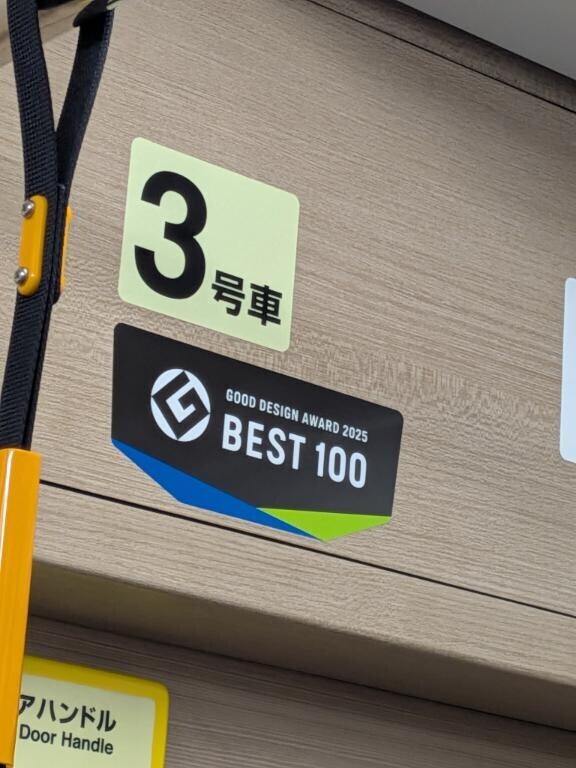 3号車
GOOD DESIGN AWARD 2025
BEST 100
アハンドル
Door Handle